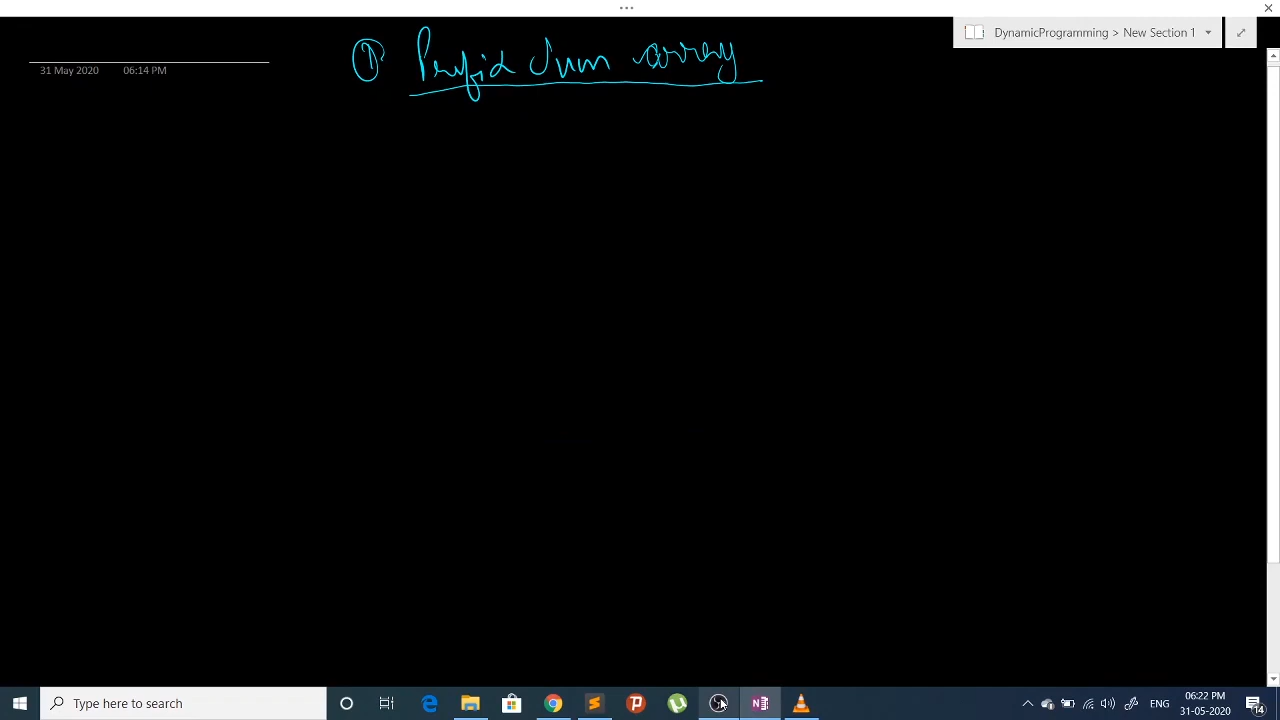 DynamicProgramming > New Section 1
① Prefix Sum array
31 May 2020 06:14 PM
Type here to search
ENG
06:22 PM
31-05-2020
14